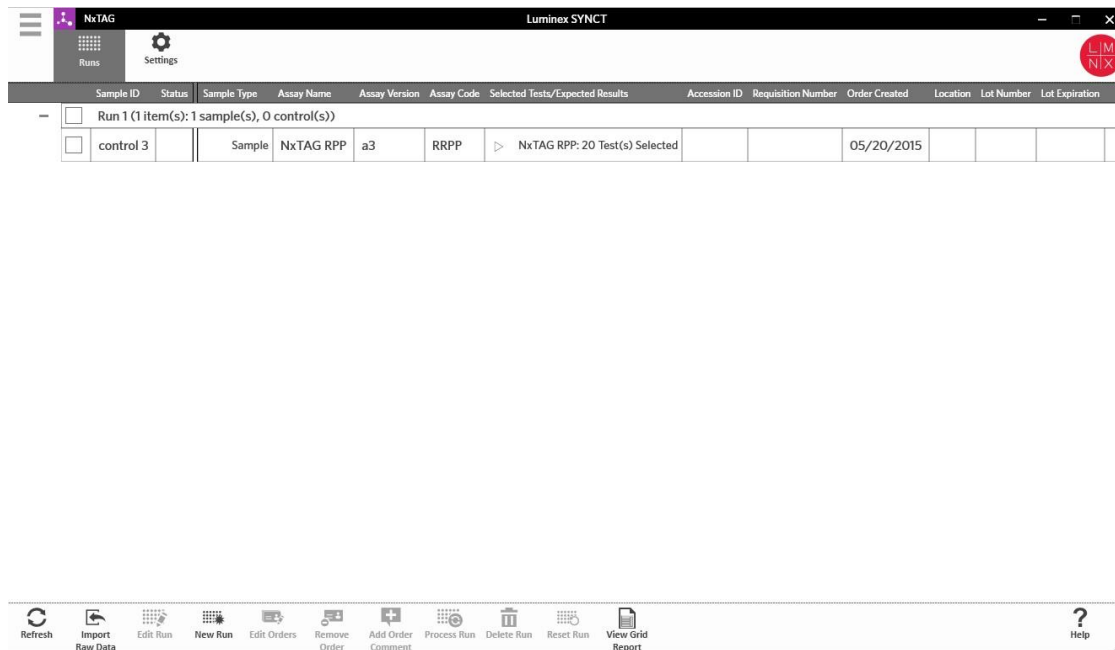 NxTAG
Luminex SYNCT
Runs
Settings
L M
N X
Sample ID Status Sample Type Assay Name Assay Version Assay Code Selected Tests/Expected Results Accession ID Requisition Number Order Created Location Lot Number Lot Expiration
Run 1 (1 item(s): 1 sample(s), 0 control(s))
control 3 Sample NxTAG RPP a3 RRPP NxTAG RPP: 20 Test(s) Selected 05/20/2015
Refresh
Import
Raw Data
Edit Run
New Run
Edit Orders
Remove
Order
Add Order
Comment
Process Run
Delete Run
Reset Run
View Grid
Report
?
Help